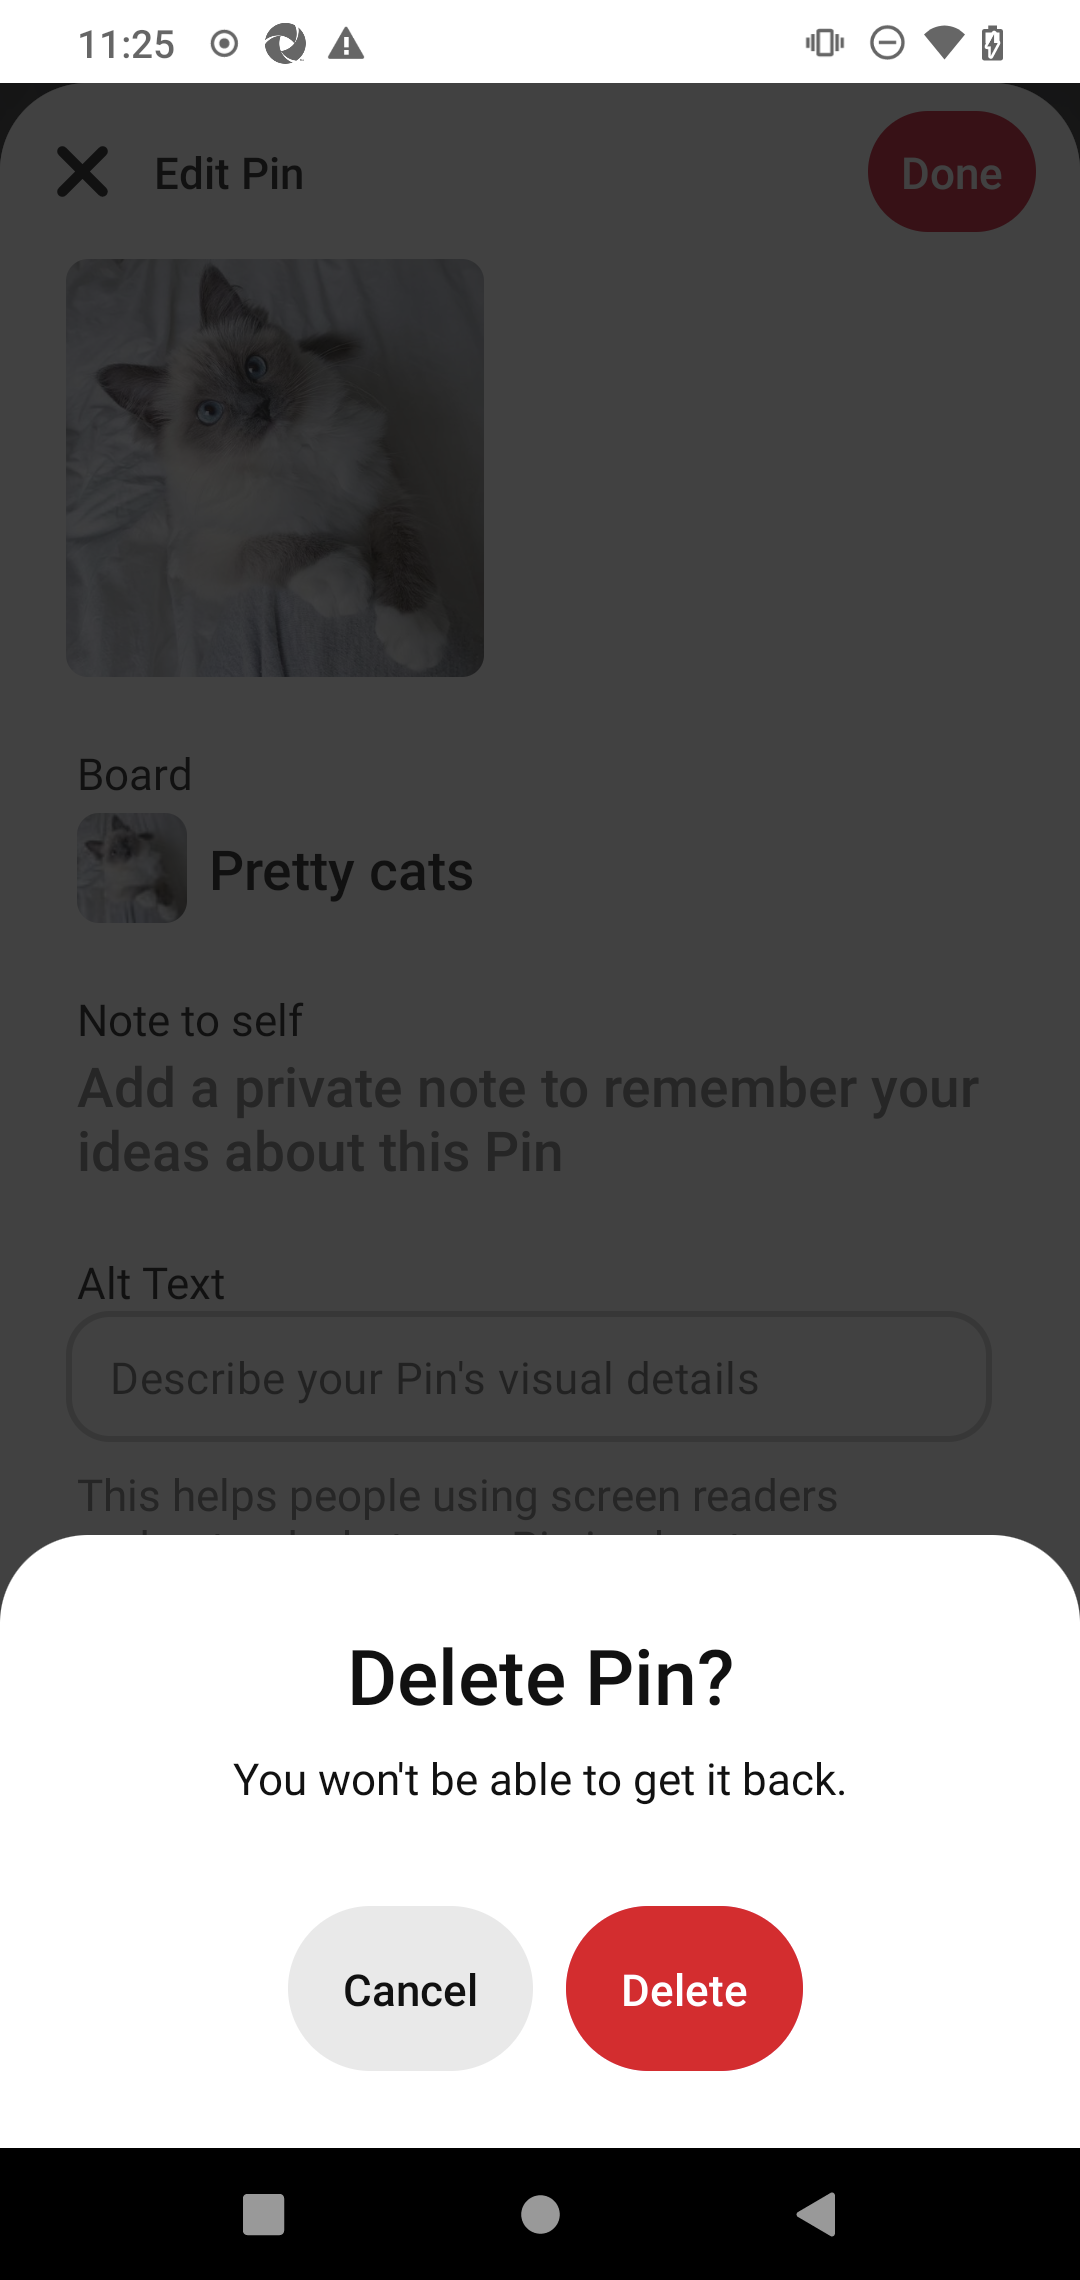 11:25
Edit Pin
Done
Board
Pretty cats
Note to self
Add a private note to remember your
ideas about this Pin
Alt Text
Describe your Pin's visual details
This helps people using screen readers
Delete Pin?
You won't be able to get it back.
Cancel
Delete